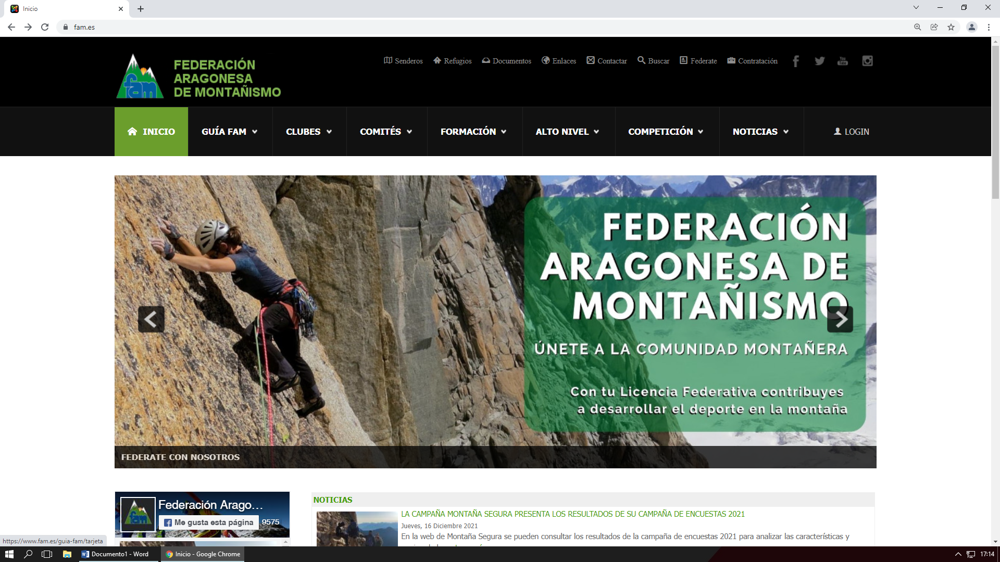 Inicio
fam.es
FEDERACIÓN
ARAGONESA
DE MONTAÑISMO
Senderos Refugios Documentos Enlaces Contactar Buscar Federate Contratación
INICIO GUÍA FAM CLUBES COMITÉS FORMACIÓN ALTO NIVEL COMPETICIÓN NOTICIAS LOGIN
FEDERACIÓN
ARAGONESA DE
MONTAÑISMO
ÚNETE A LA COMUNIDAD MONTAÑERA
Con tu Licencia Federativa contribuyes
a desarrollar el deporte en la montaña
FEDERATE CON NOSOTROS
Federación Arago...
Me gusta esta página 9575
NOTICIAS
LA CAMPAÑA MONTAÑA SEGURA PRESENTA LOS RESULTADOS DE SU CAMPAÑA DE ENCUESTAS 2021
Jueves, 16 Diciembre 2021
En la web de Montaña Segura se pueden consultar los resultados de la campaña de encuestas 2021 para analizar las características y
https://www.fam.es/guia-fam/tarjeta
Documento1 - Word
Inicio - Google Chrome
17:14